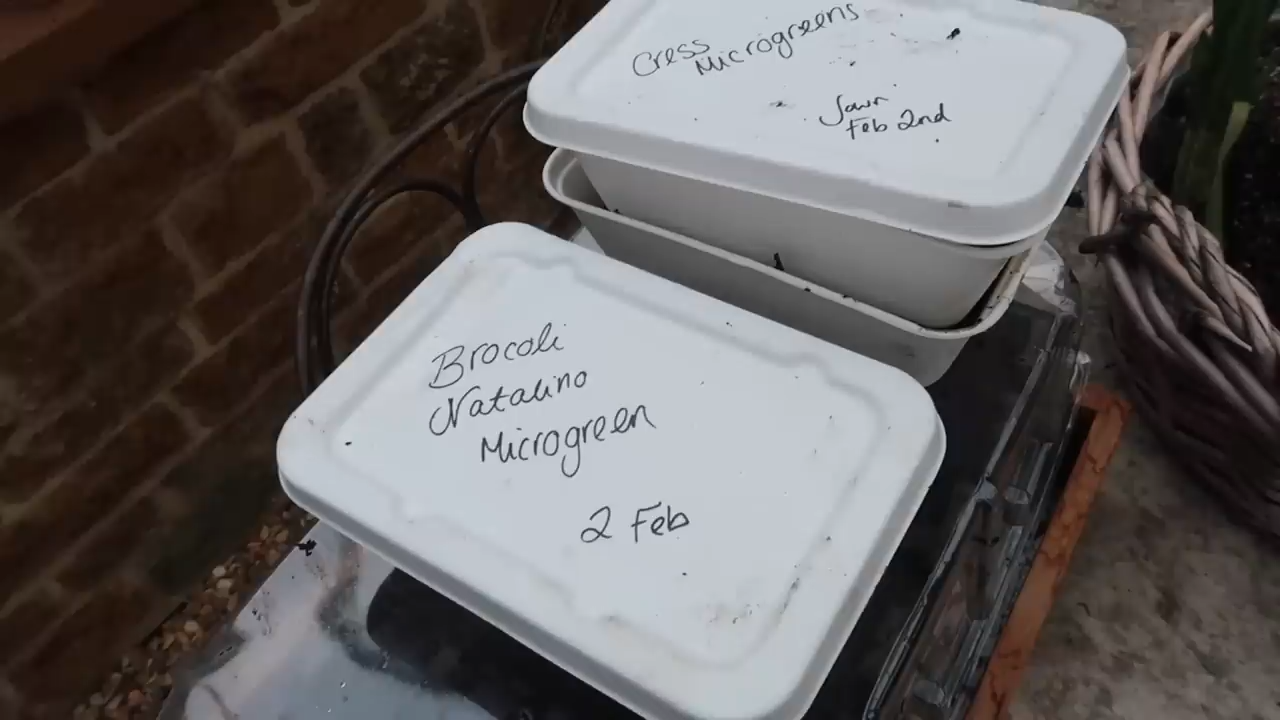 Cress
Microgreens
Sown
Feb 2nd
Brocoli
Natalino
Microgreen
2 Feb